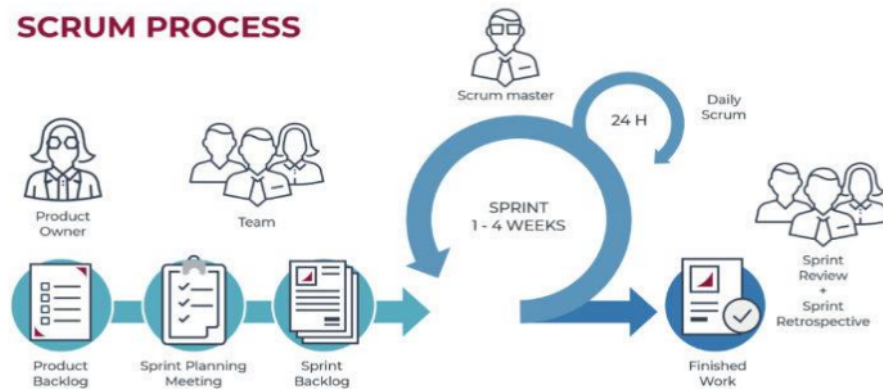 SCRUM PROCESS
Scrum master
24 H
Daily
Scrum
Product
Owner
Team
SPRINT
1 - 4 WEEKS
Sprint
Review
+
Sprint
Retrospective
Product
Backlog
Sprint Planning
Meeting
Sprint
Backlog
Finished
Work